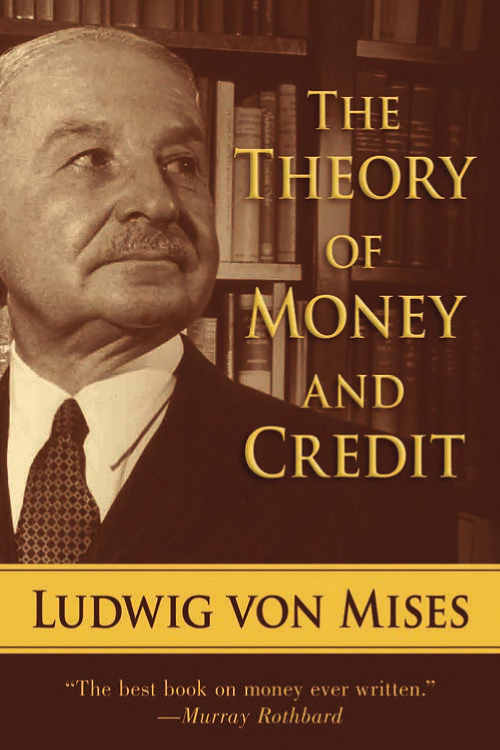 THE
THEORY
OF
MONEY
AND
CREDIT
LUDWIG VON MISES
“The best book on money ever written.”
—Murray Rothbard